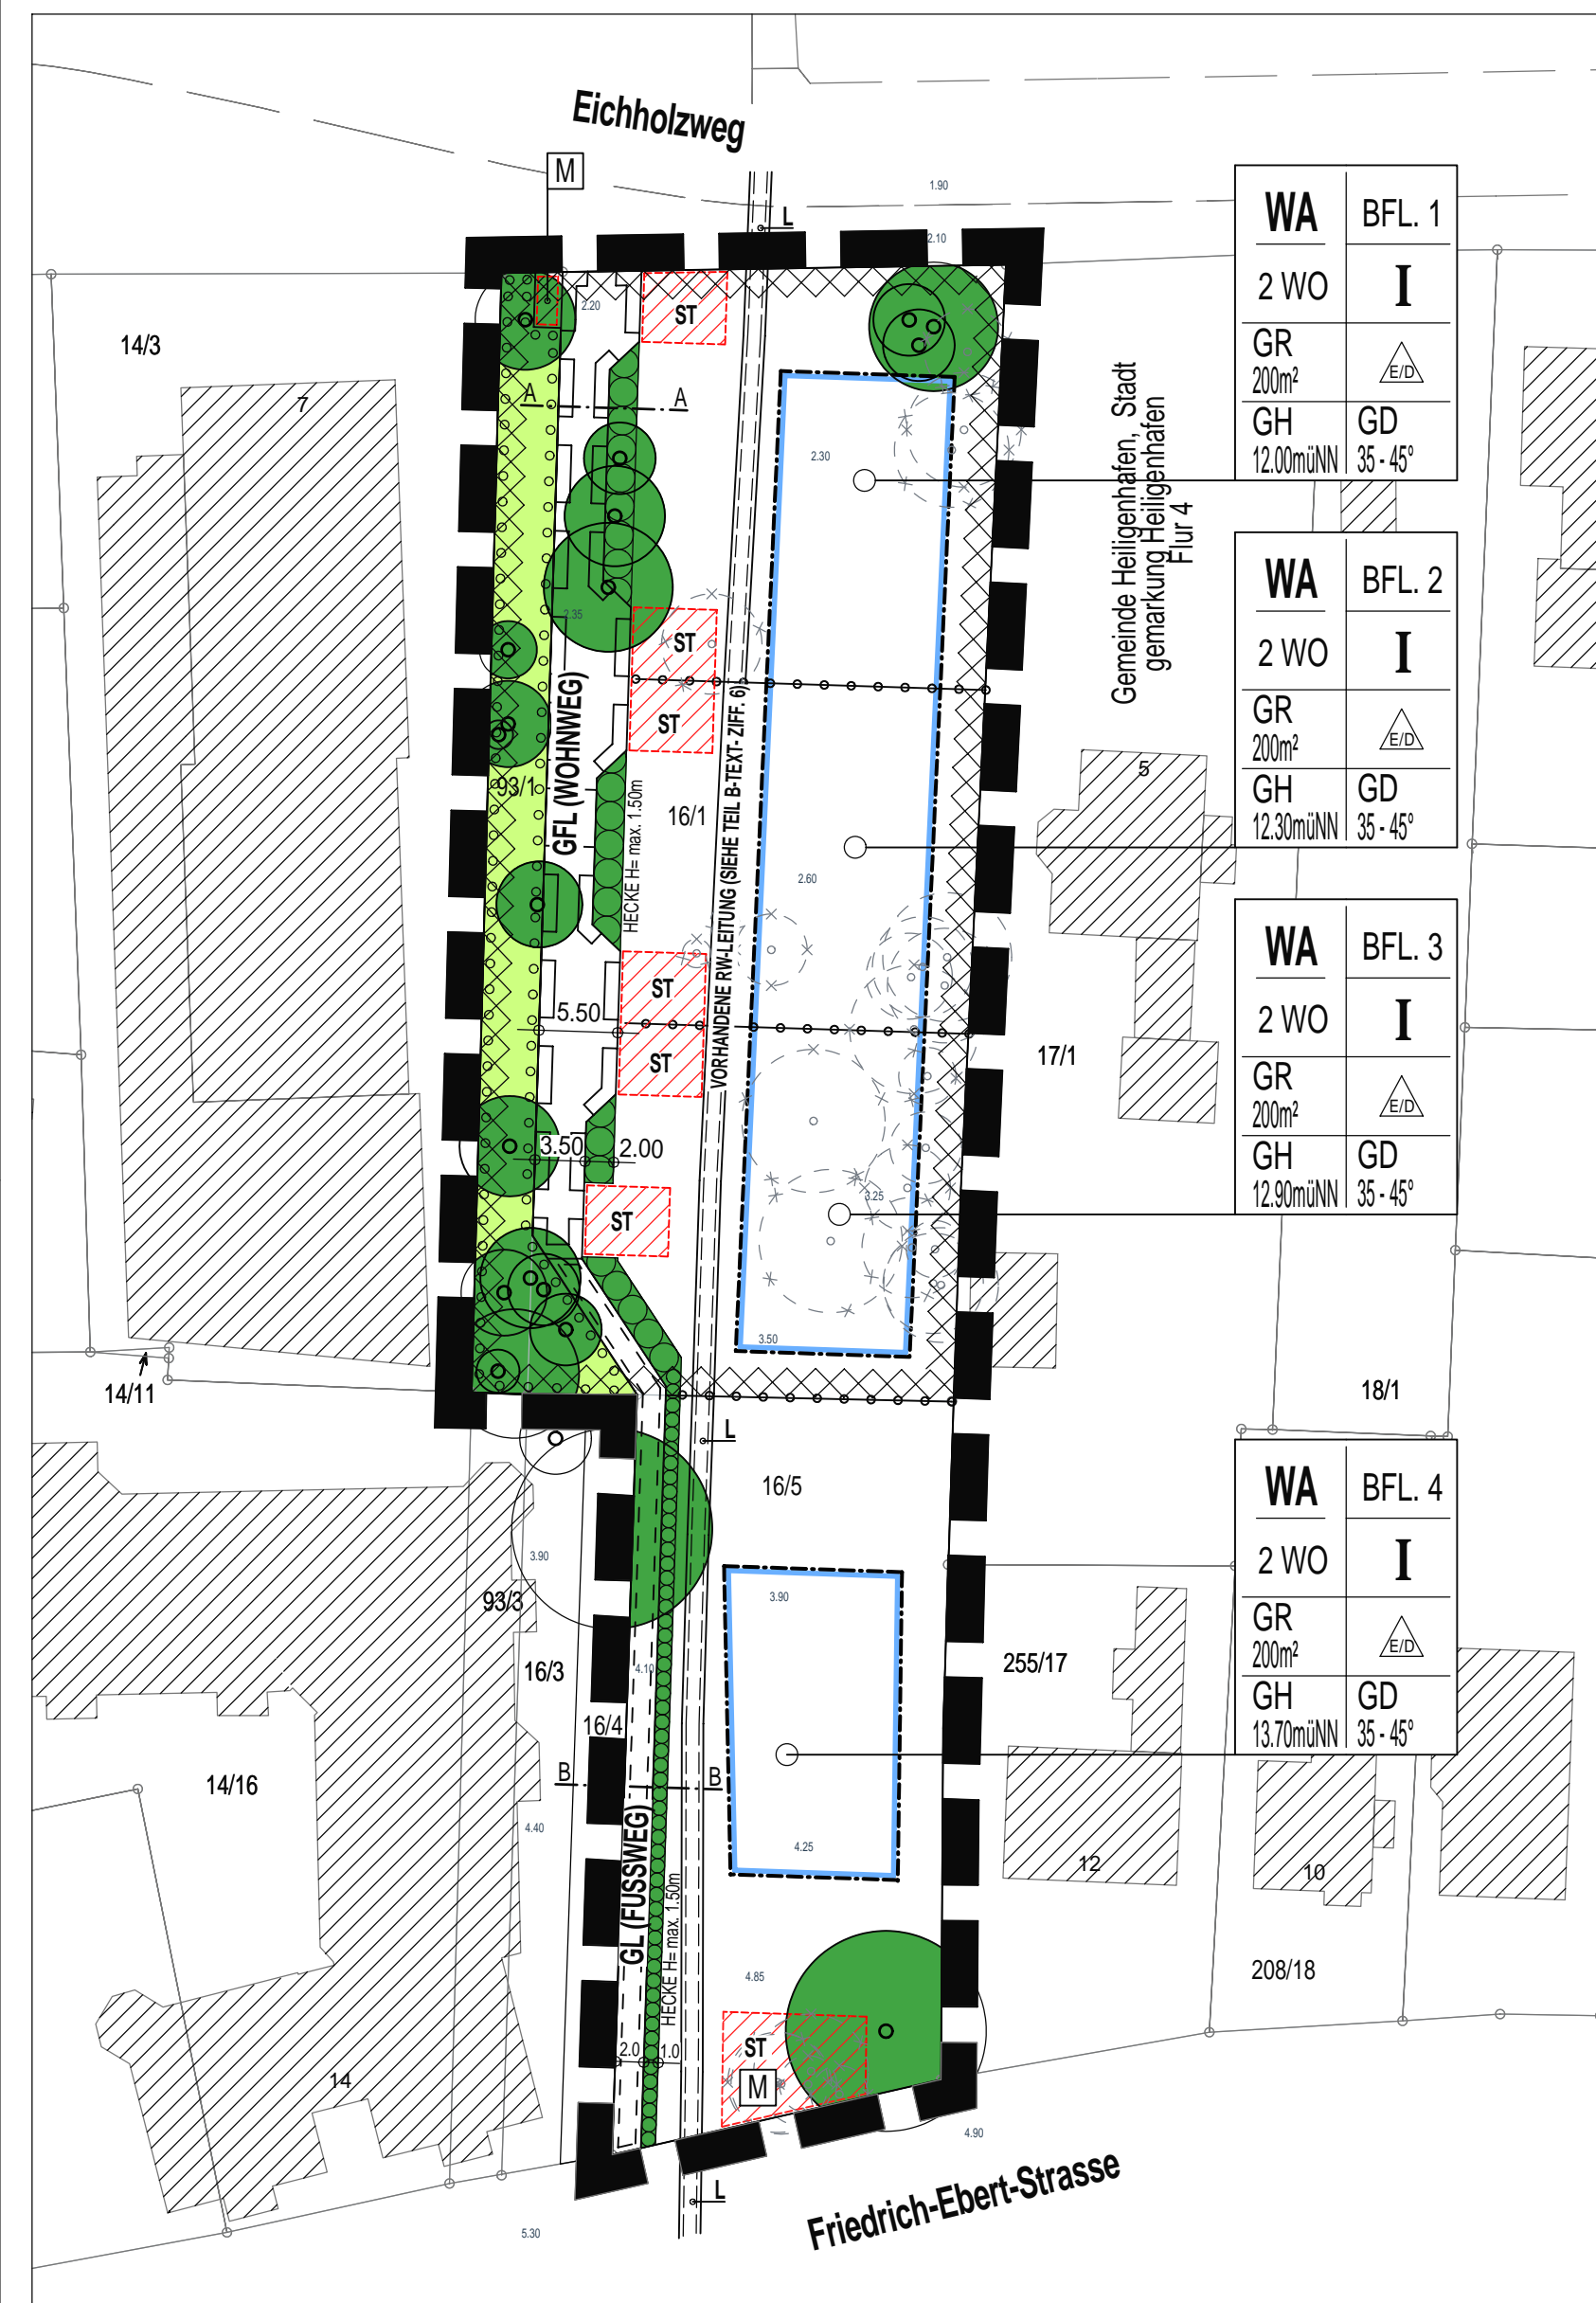 Eichholzweg
M
1.90
L
2.10
WA
BFL. 1
2 WO
I
GR
200m²
E/D
GH
12.00müNN
GD
35 - 45°
2.20
ST
14/3
7
A
A
2.30
Gemeinde Heiligenhafen, Stadt
gemarkung Heiligenhafen
Flur 4
WA
BFL. 2
2 WO
I
GR
200m²
E/D
GH
12.30müNN
GD
35 - 45°
2.35
ST
ST
GFL (WOHNWEG)
93/1
HECKE H= max. 1.50m
16/1
VORHANDENE RW-LEITUNG (SIEHE TEIL B-TEXT- ZIFF. 6)
5
2.60
WA
BFL. 3
2 WO
I
GR
200m²
E/D
GH
12.90müNN
GD
35 - 45°
ST
5.50
ST
17/1
3.50
2.00
3.25
ST
3.50
14/11
18/1
L
16/5
WA
BFL. 4
2 WO
I
GR
200m²
E/D
GH
13.70müNN
GD
35 - 45°
3.90
93/3
3.90
16/3
4.10
255/17
16/4
14/16
B
B
4.40
GL (FUSSWEG)
HECKE H= max. 1.50m
4.25
12
10
208/18
4.85
2.0
1.0
ST
M
14
4.90
L
Friedrich-Ebert-Strasse
5.30